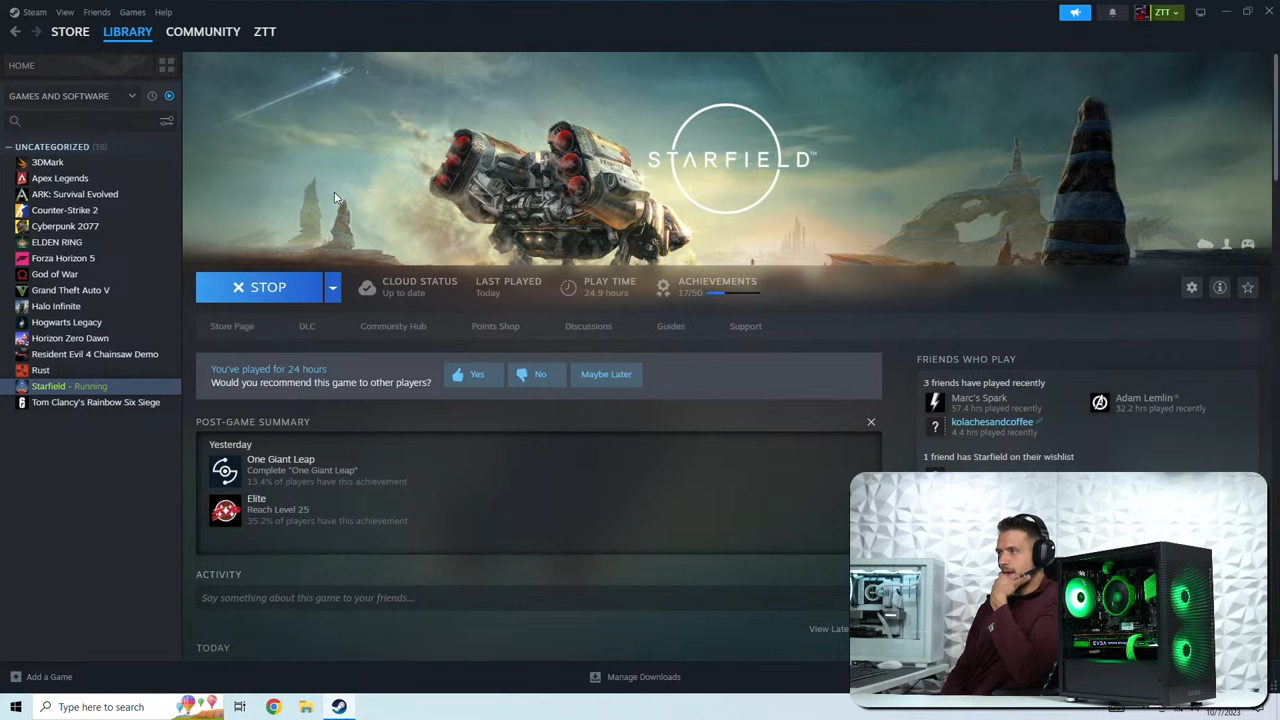 Steam View Friends Games Help
ZTT
STORE LIBRARY COMMUNITY ZTT
HOME
GAMES AND SOFTWARE
UNCATEGORIZED (16)
3DMark
Apex Legends
ARK: Survival Evolved
Counter-Strike 2
Cyberpunk 2077
ELDEN RING
Forza Horizon 5
God of War
Grand Theft Auto V
Halo Infinite
Hogwarts Legacy
Horizon Zero Dawn
Resident Evil 4 Chainsaw Demo
Rust
Starfield - Running
Tom Clancy's Rainbow Six Siege
STARFIELD™
STOP
CLOUD STATUS
Up to date
LAST PLAYED
Today
PLAY TIME
24.9 hours
ACHIEVEMENTS
17/50
Store Page DLC Community Hub Points Shop Discussions Guides Support
You've played for 24 hours
Would you recommend this game to other players?
Yes No Maybe Later
POST-GAME SUMMARY
Yesterday
One Giant Leap
Complete "One Giant Leap"
13.4% of players have this achievement
Elite
Reach Level 25
35.2% of players have this achievement
ACTIVITY
Say something about this game to your friends...
View Late
TODAY
FRIENDS WHO PLAY
3 friends have played recently
Marc's Spark
57.4 hrs played recently
Adam Lemlin
32.2 hrs played recently
kolachesandcoffee
4.4 hrs played recently
1 friend has Starfield on their wishlist
EVGA
Add a Game
Manage Downloads
Type here to search
10/7/2023